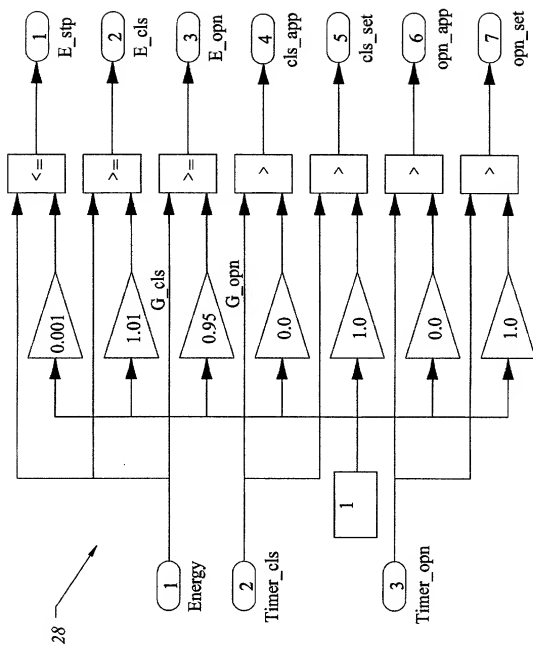 28
1
Energy
2
Timer_cls
3
Timer_opn
1
0.001
1.01
G_cls
0.95
G_opn
0.0
1.0
0.0
1.0
<=
>=
>=
>
>
>
>
1
E_stp
2
E_cls
3
E_opn
4
cls_app
5
cls_set
6
opn_app
7
opn_set